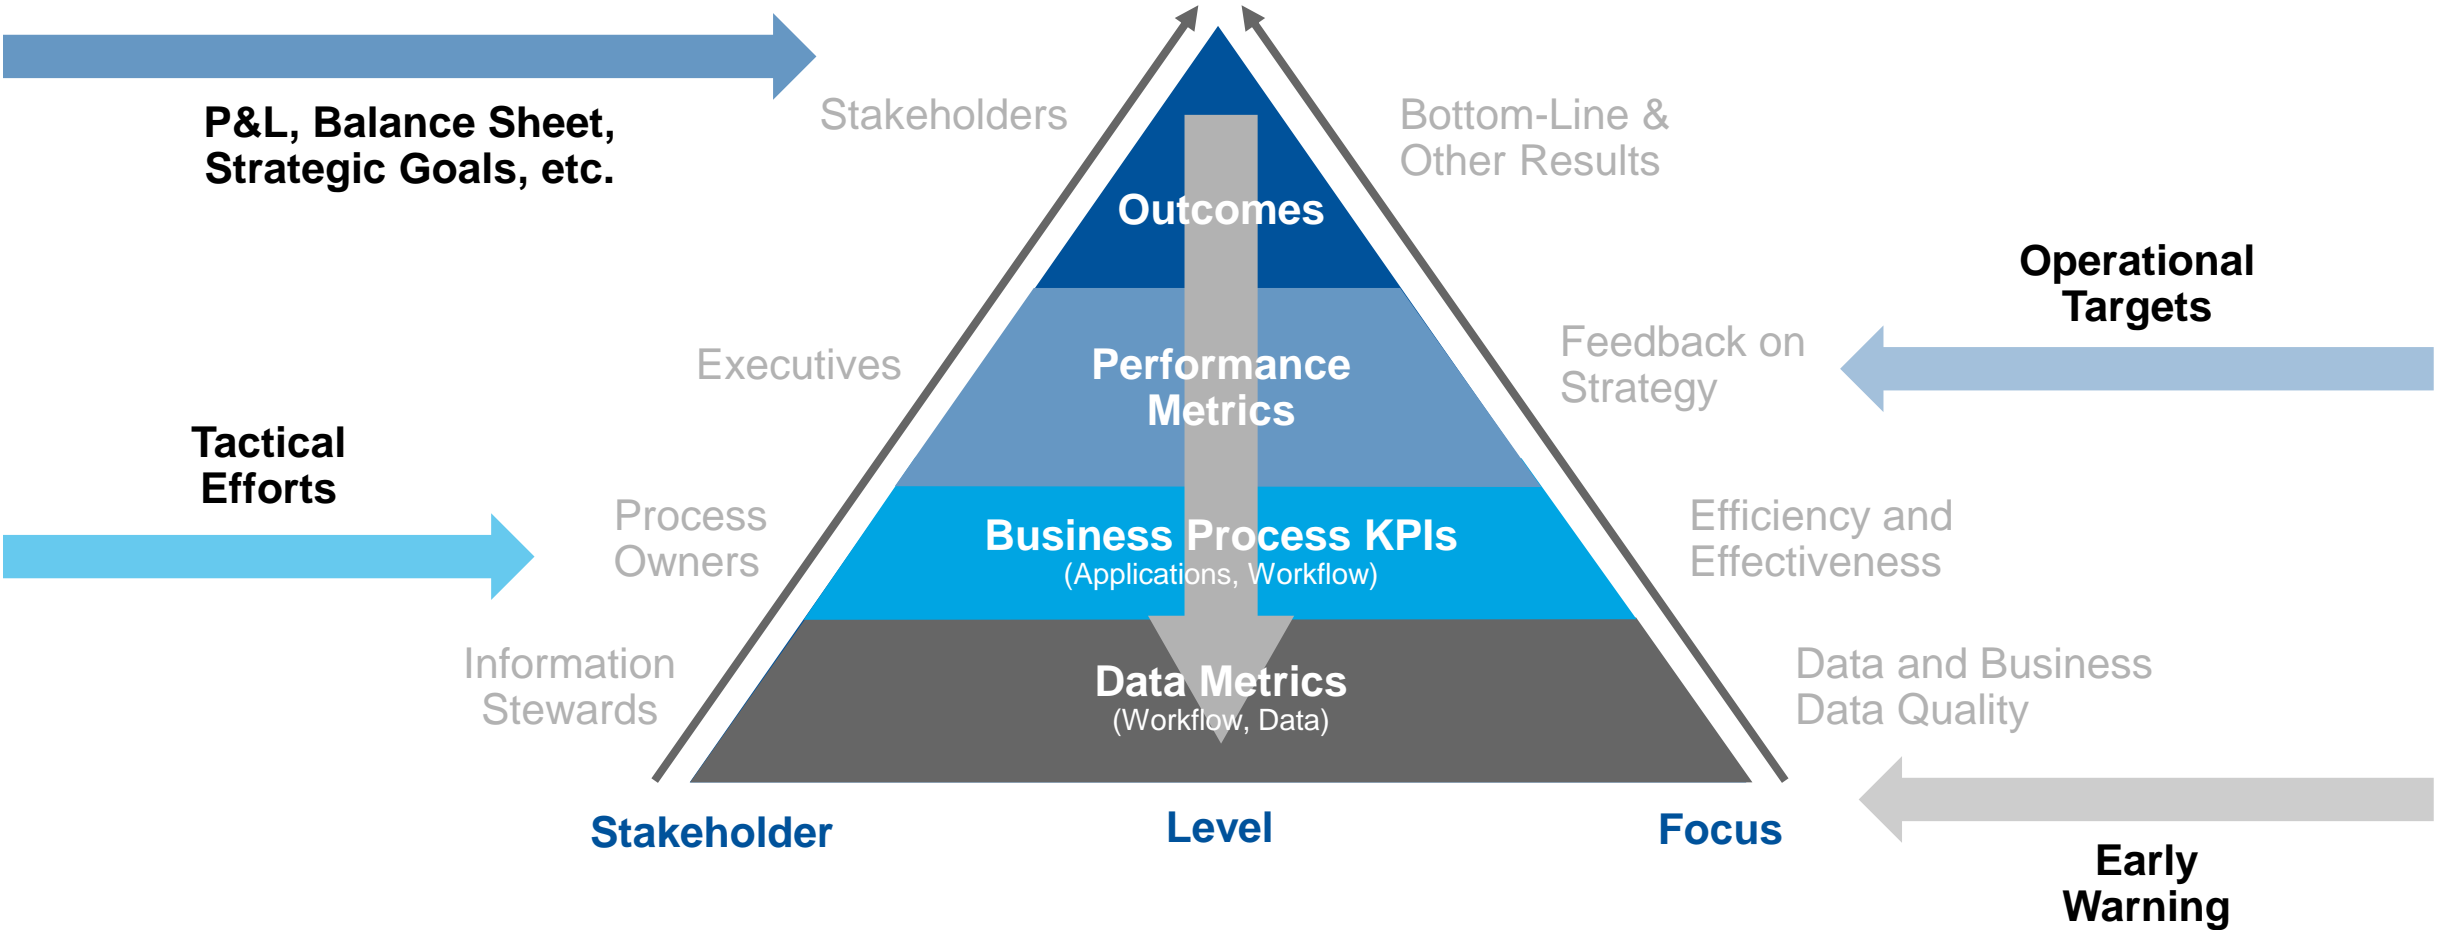 P&L, Balance Sheet,
Strategic Goals, etc.
Stakeholders
Bottom-Line &
Other Results
Outcomes
Operational
Targets
Executives
Performance
Metrics
Feedback on
Strategy
Tactical
Efforts
Process
Owners
Business Process KPIs
(Applications, Workflow)
Efficiency and
Effectiveness
Information
Stewards
Data Metrics
(Workflow, Data)
Data and Business
Data Quality
Stakeholder
Level
Focus
Early
Warning